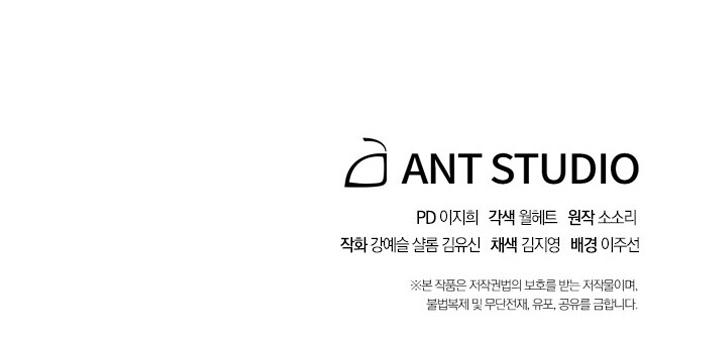 ANT STUDIO
PD 이지희 각색 월헤트 원작 소소리
작화 강예슬 샬롬 김유신 채색 김지영 배경 이주선
※본 작품은 저작권법의 보호를 받는 저작물이며,
불법복제 및 무단전재, 유포, 공유를 금합니다.